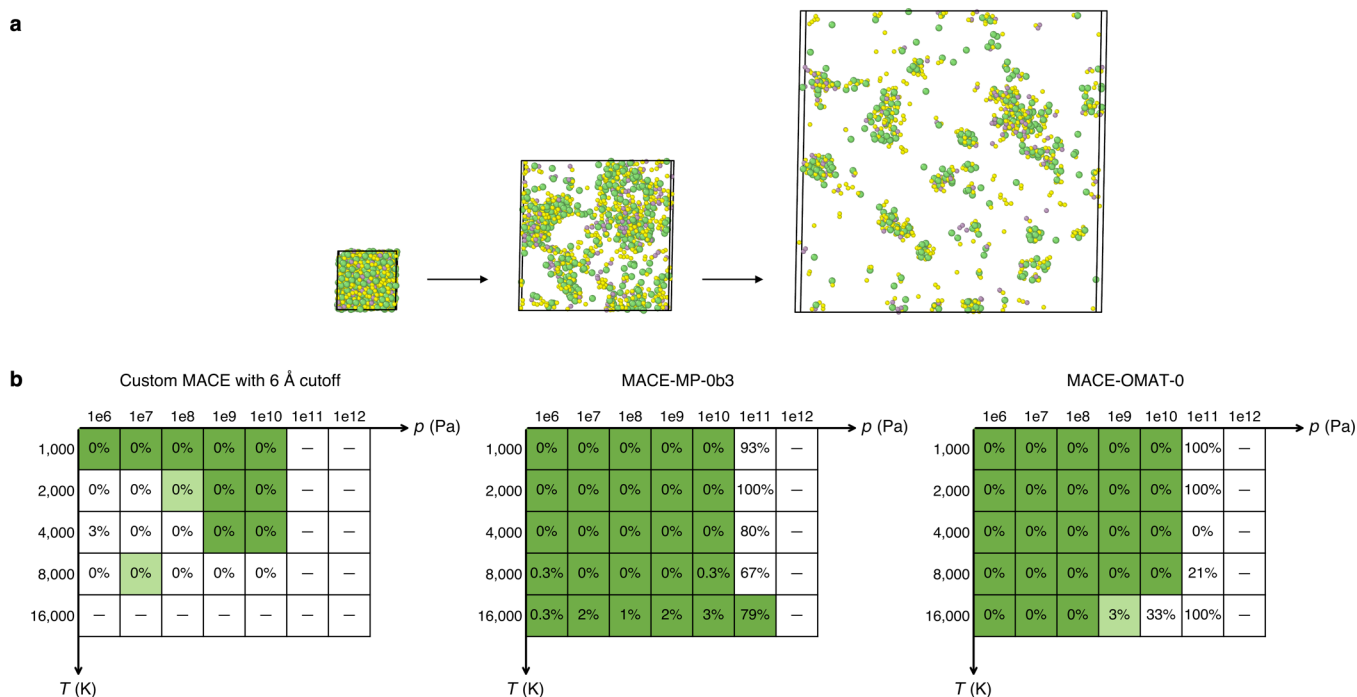 a
b
Custom MACE with 6 Å cutoff
1e6 1e7 1e8 1e9 1e10 1e11 1e12
p (Pa)
1,000 0% 0% 0% 0% 0% — —
2,000 0% 0% 0% 0% 0% — —
4,000 3% 0% 0% 0% 0% — —
8,000 0% 0% 0% 0% 0% — —
16,000 — — — — — — —
T (K)
MACE-MP-0b3
1e6 1e7 1e8 1e9 1e10 1e11 1e12
p (Pa)
1,000 0% 0% 0% 0% 0% 93% —
2,000 0% 0% 0% 0% 0% 100% —
4,000 0% 0% 0% 0% 0% 80% —
8,000 0.3% 0% 0% 0% 0.3% 67% —
16,000 0.3% 2% 1% 2% 3% 79% —
T (K)
MACE-OMAT-0
1e6 1e7 1e8 1e9 1e10 1e11 1e12
p (Pa)
1,000 0% 0% 0% 0% 0% 100% —
2,000 0% 0% 0% 0% 0% 100% —
4,000 0% 0% 0% 0% 0% 0% —
8,000 0% 0% 0% 0% 0% 21% —
16,000 0% 0% 0% 3% 33% 100% —
T (K)